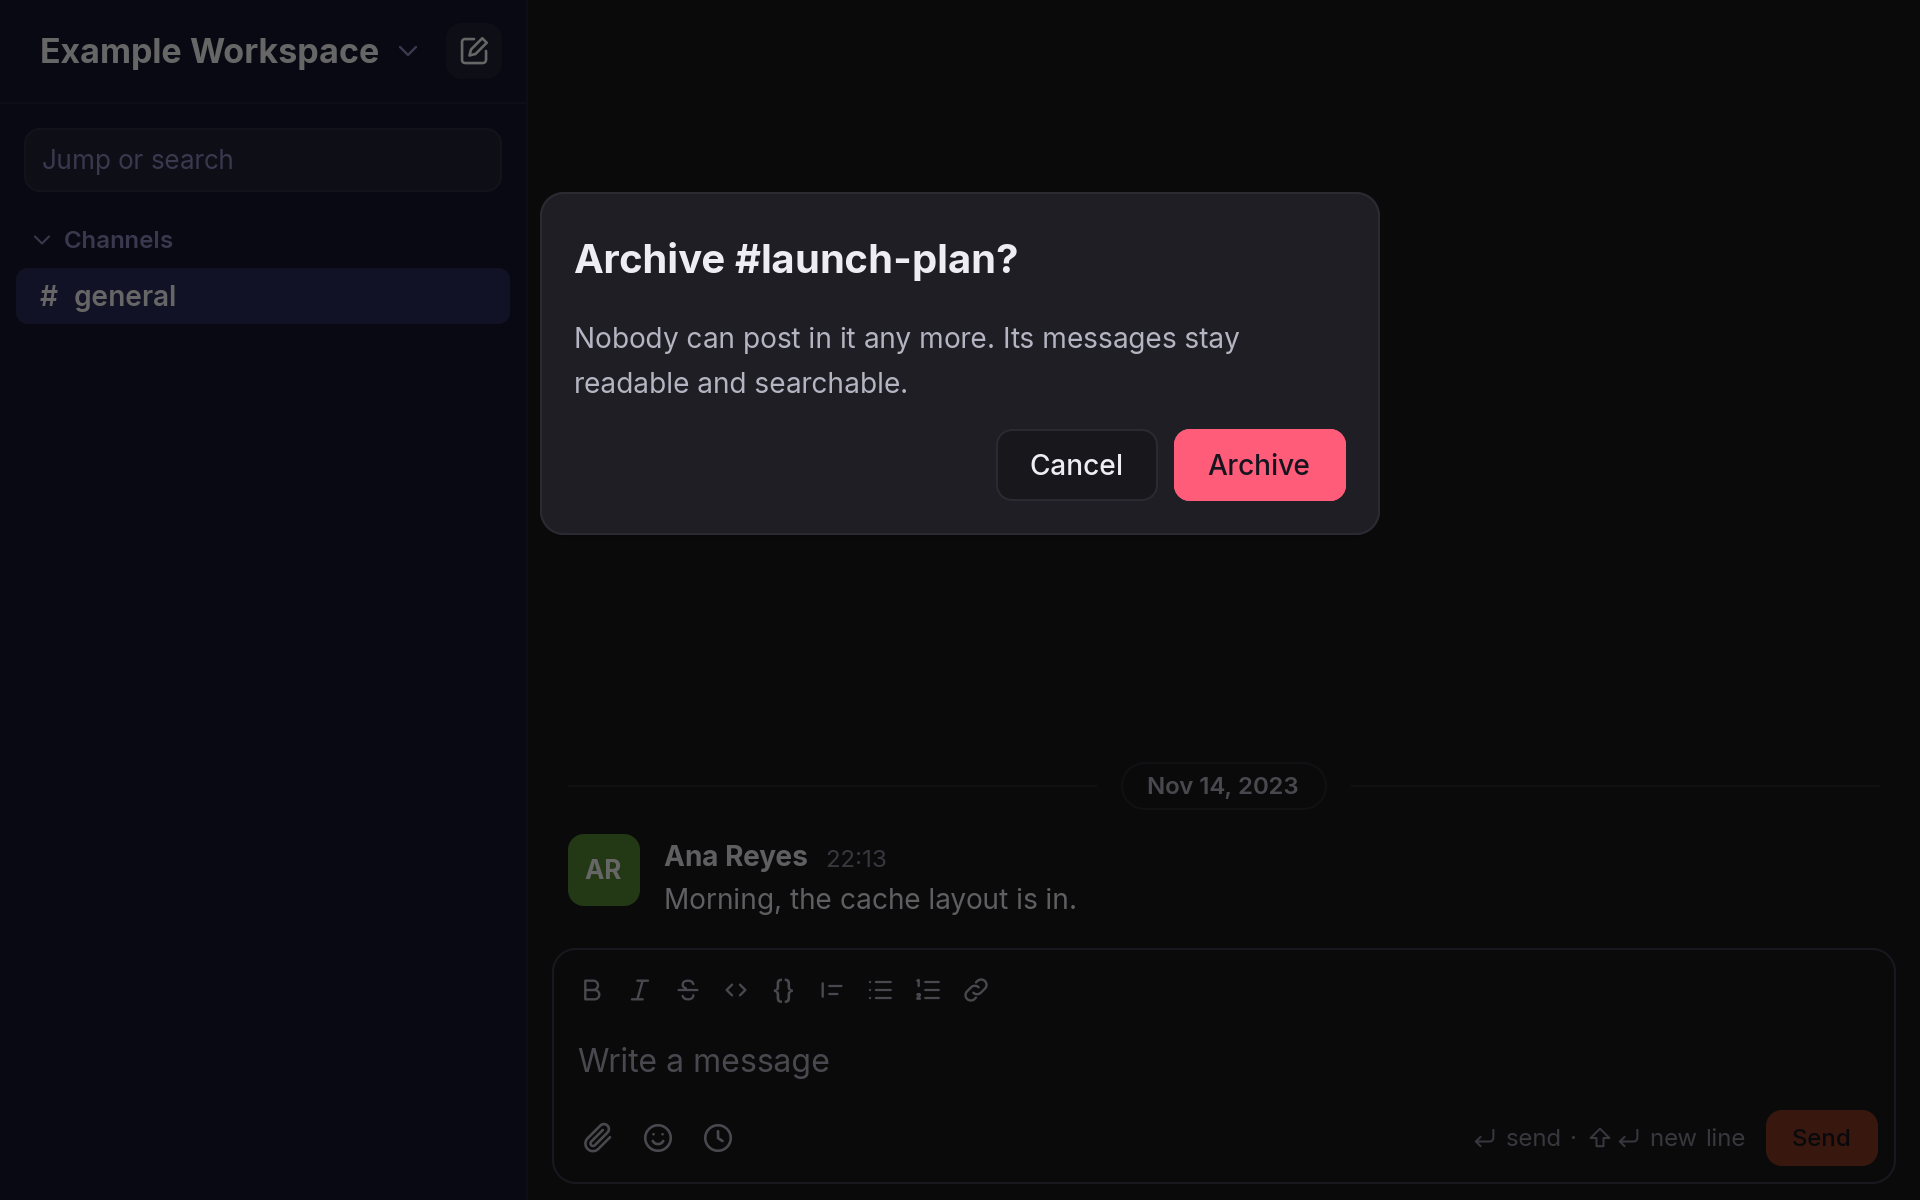 Example Workspace
Jump or search
Channels
# general
Archive #launch-plan?
Nobody can post in it any more. Its messages stay
readable and searchable.
Cancel
Archive
Nov 14, 2023
AR
Ana Reyes 22:13
Morning, the cache layout is in.
Write a message
send · new line
Send